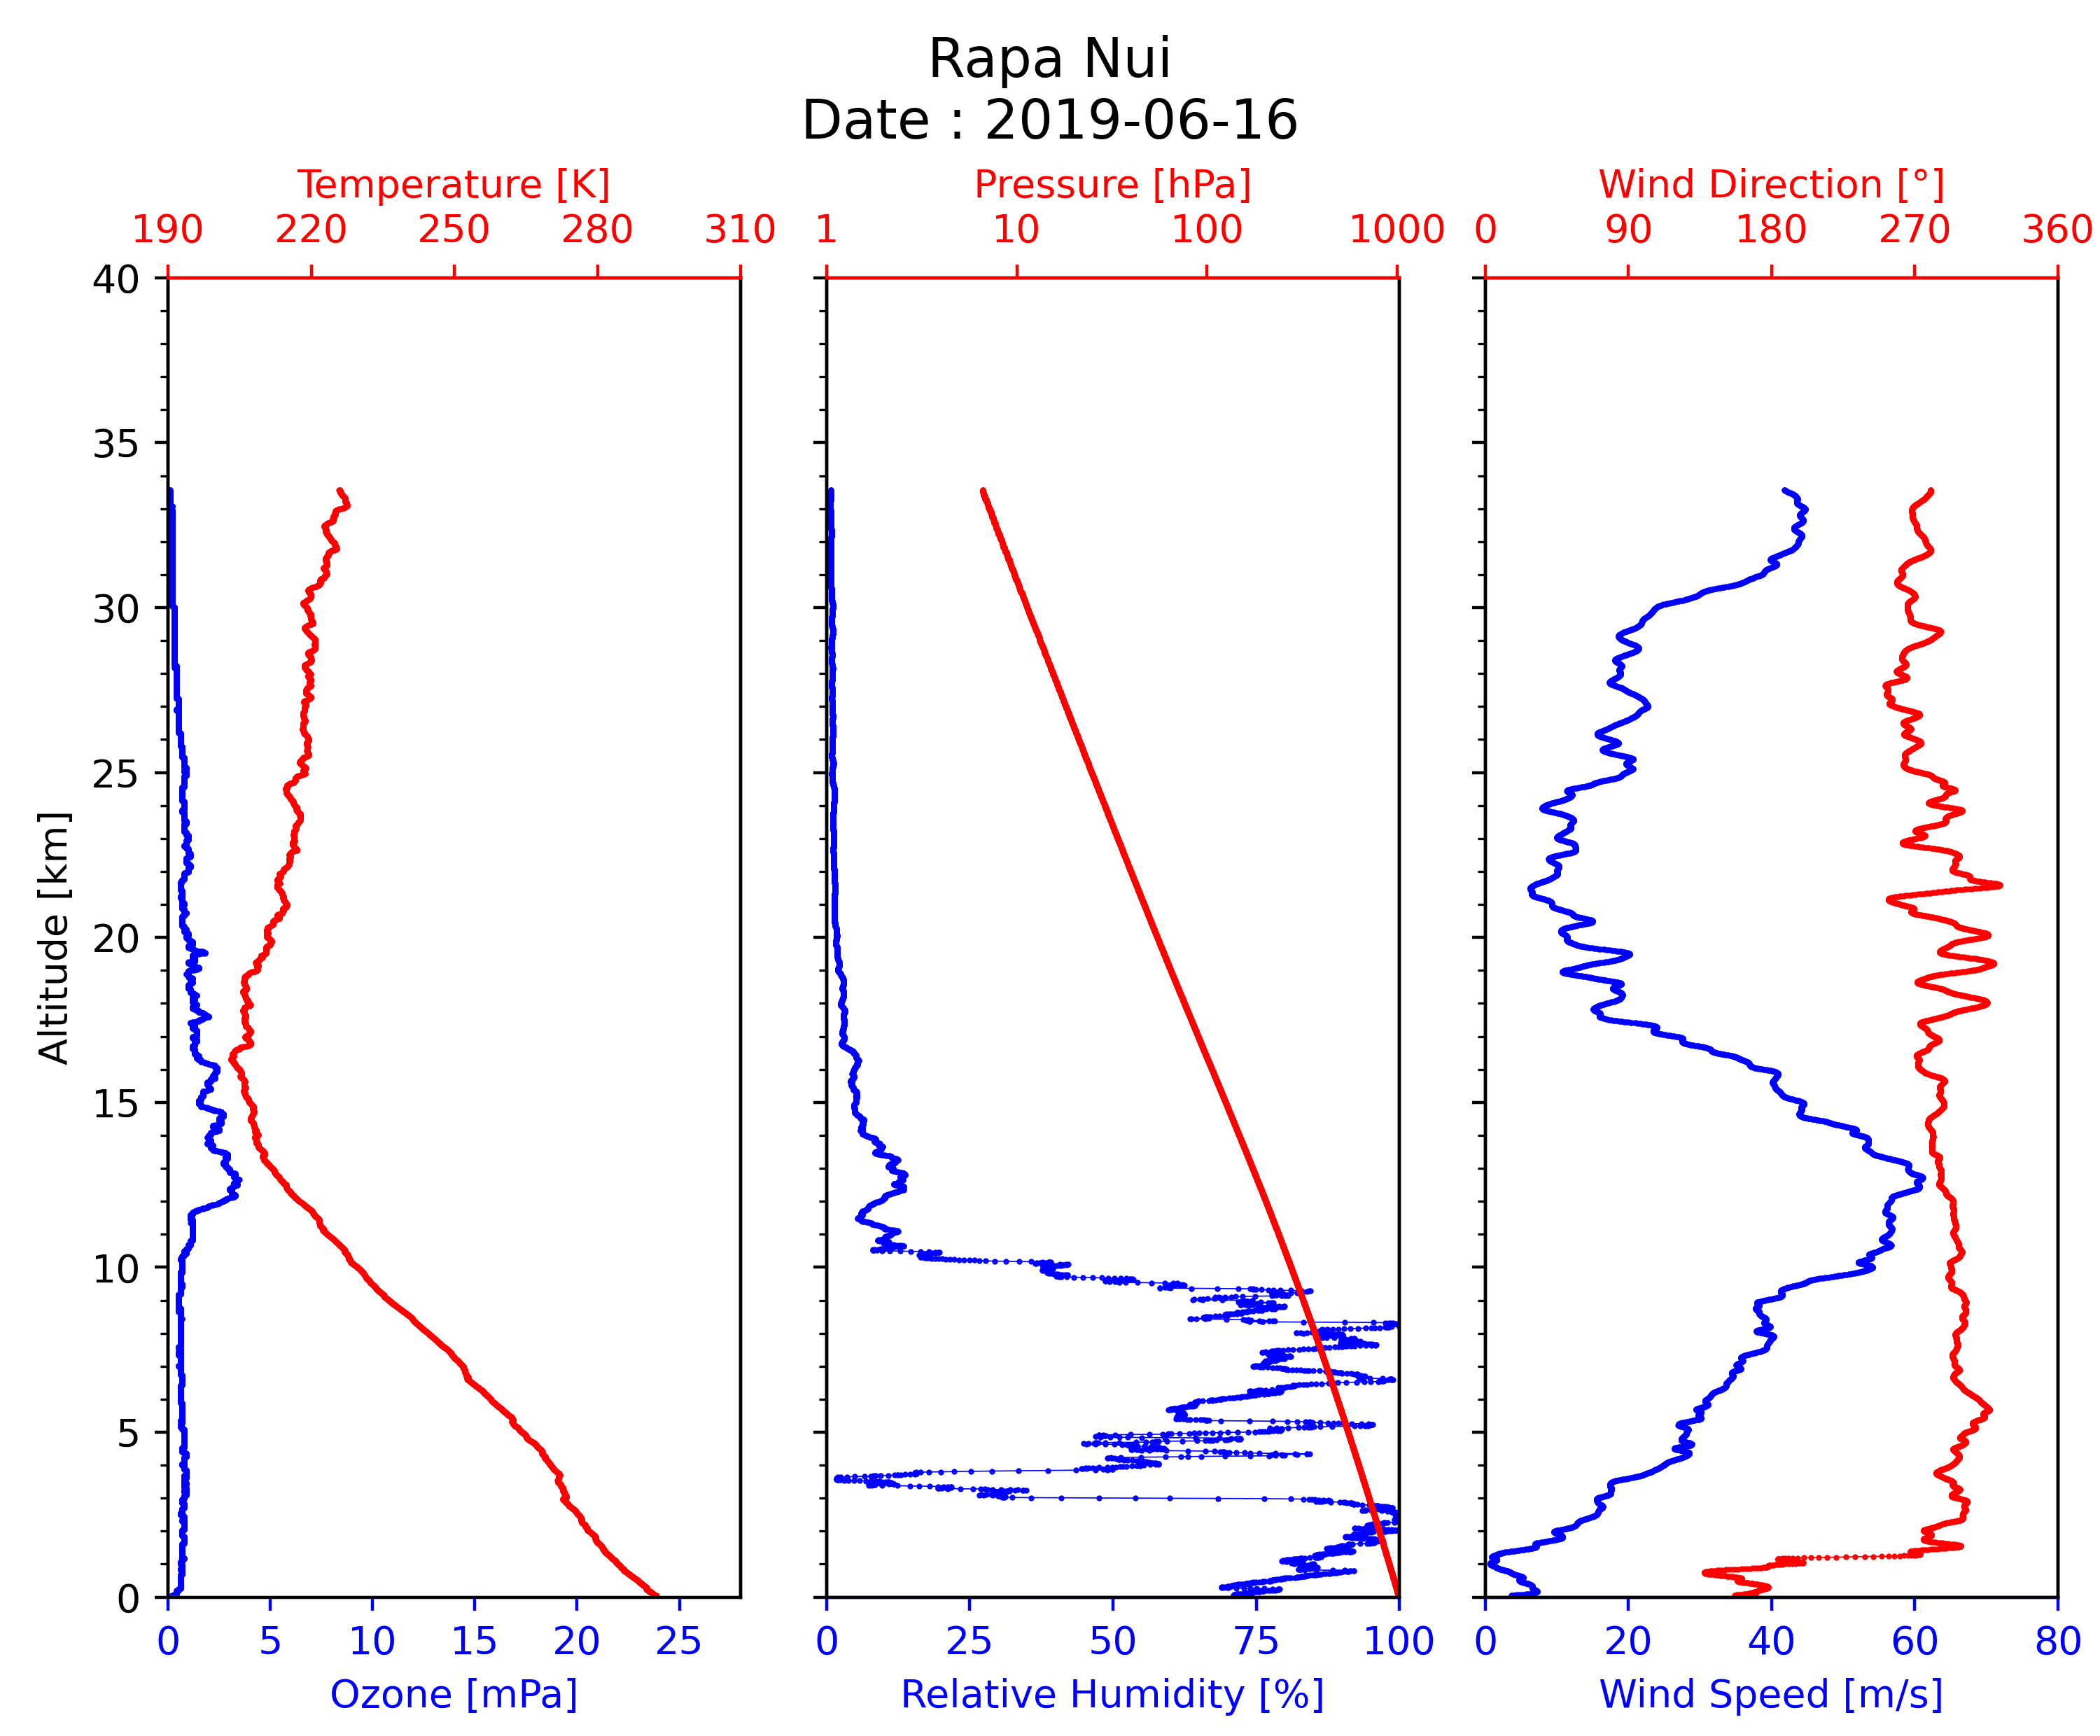 Rapa Nui
Date : 2019-06-16
Temperature [K] Pressure [hPa] Wind Direction [°]
190 220 250 280 310 1 10 100 1000 0 90 180 270 360
40
35
30
25
20
15
10
5
0
Altitude [km]
0 5 10 15 20 25 0 25 50 75 100 0 20 40 60 80
Ozone [mPa] Relative Humidity [%] Wind Speed [m/s]